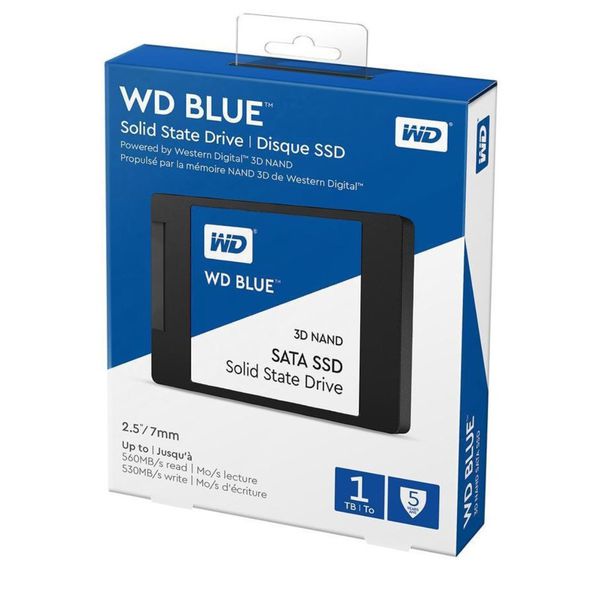 WD BLUE™
Solid State Drive | Disque SSD
Powered by Western Digital™ 3D NAND
Propulsé par la mémoire NAND 3D de Western Digital™
WD
WD
WD BLUE™
3D NAND
SATA SSD
Solid State Drive
2.5"/7mm
Up to | Jusqu'à
560MB/s read | Mo/s lecture
530MB/s write | Mo/s d'écriture
1
TB | To
5
YEARS
ANS
WD
WD BLUE™
3D NAND SATA SSD